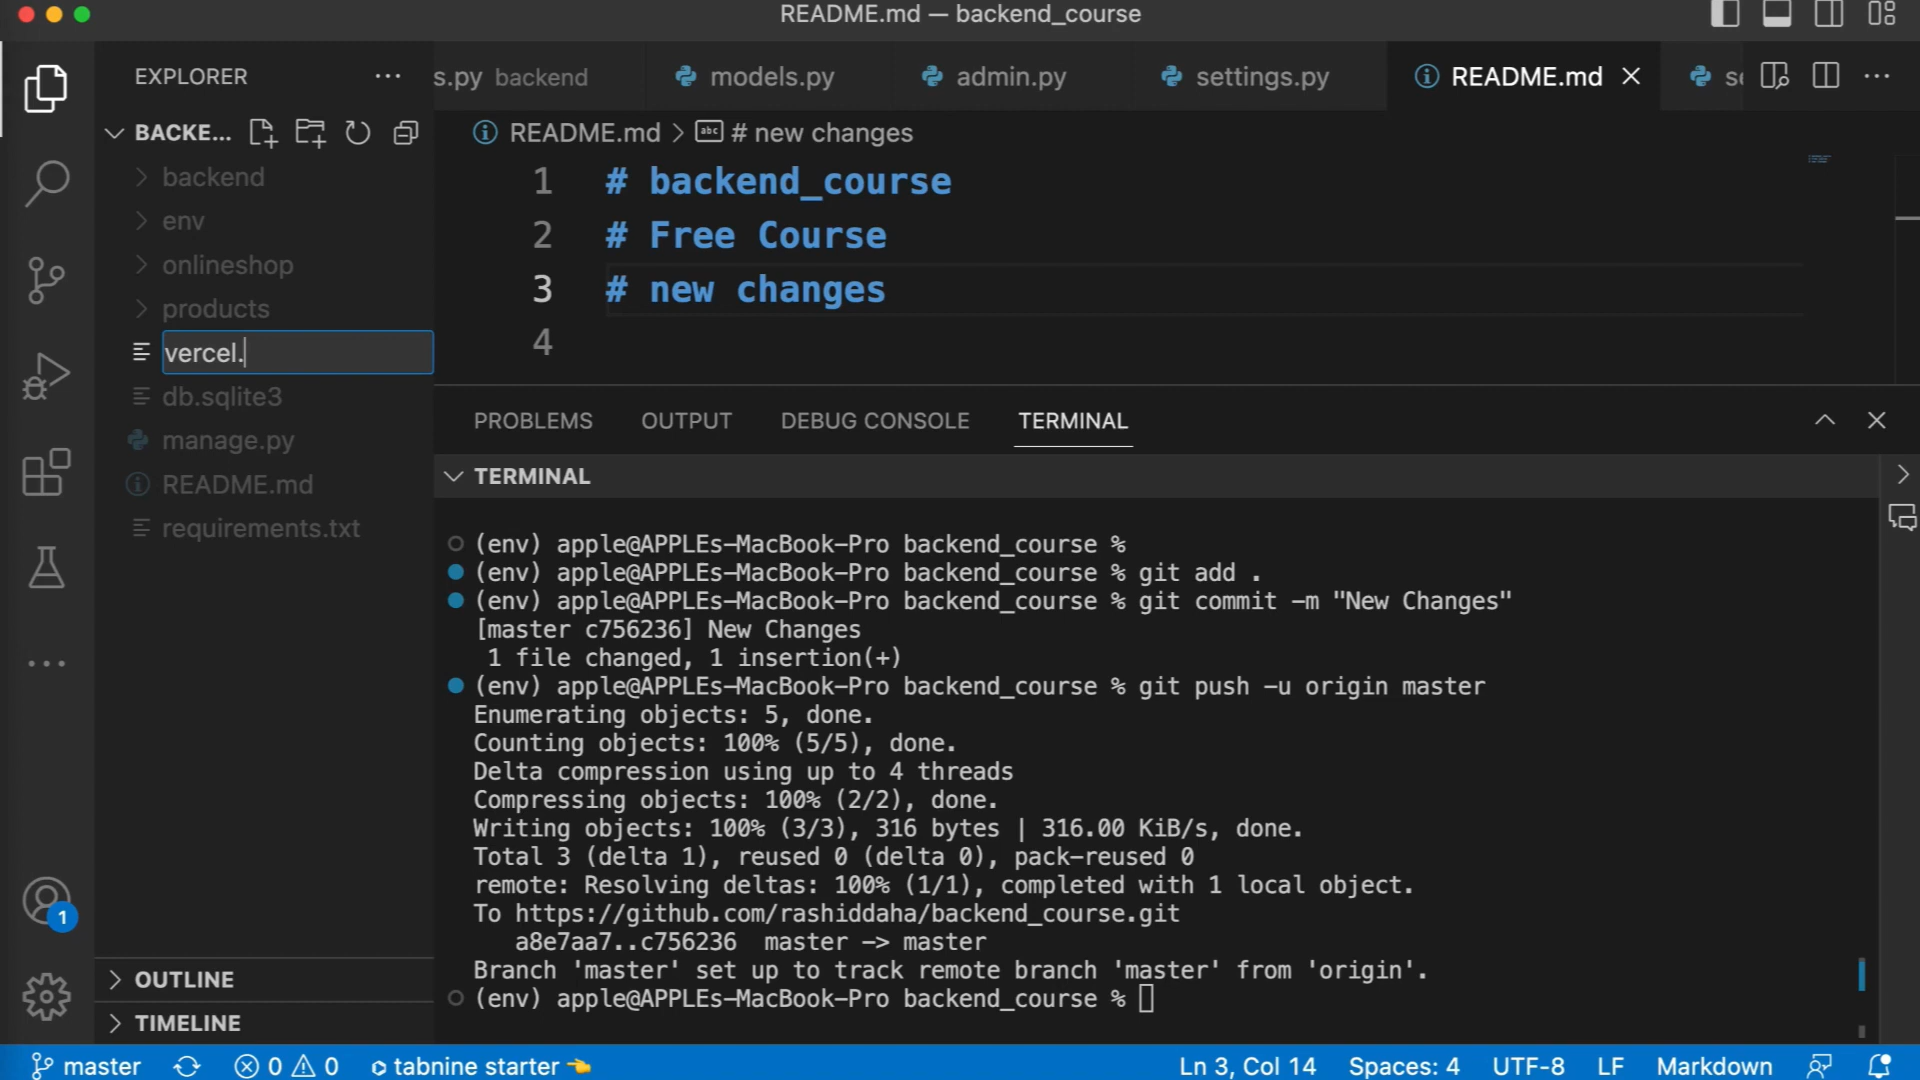 README.md — backend_course
EXPLORER
s.py backend
models.py
admin.py
settings.py
README.md
BACKE...
README.md > # new changes
backend
env
onlineshop
products
vercel.
db.sqlite3
manage.py
README.md
requirements.txt
1 # backend_course
2 # Free Course
3 # new changes
4
PROBLEMS OUTPUT DEBUG CONSOLE TERMINAL
TERMINAL
(env) apple@APPLEs-MacBook-Pro backend_course %
(env) apple@APPLEs-MacBook-Pro backend_course % git add .
(env) apple@APPLEs-MacBook-Pro backend_course % git commit -m "New Changes"
[master c756236] New Changes
1 file changed, 1 insertion(+)
(env) apple@APPLEs-MacBook-Pro backend_course % git push -u origin master
Enumerating objects: 5, done.
Counting objects: 100% (5/5), done.
Delta compression using up to 4 threads
Compressing objects: 100% (2/2), done.
Writing objects: 100% (3/3), 316 bytes | 316.00 KiB/s, done.
Total 3 (delta 1), reused 0 (delta 0), pack-reused 0
remote: Resolving deltas: 100% (1/1), completed with 1 local object.
To https://github.com/rashiddaha/backend_course.git
a8e7aa7..c756236 master -> master
Branch 'master' set up to track remote branch 'master' from 'origin'.
(env) apple@APPLEs-MacBook-Pro backend_course %
1
OUTLINE
TIMELINE
master 0 0 tabnine starter Ln 3, Col 14 Spaces: 4 UTF-8 LF Markdown